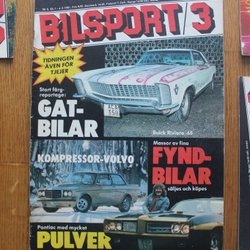 BILSPORT/3
TIDNINGEN
ÄVEN FÖR
TJEJER
Stort färg-
reportage:
GAT-
BILAR
Buick Riviera -65
KOMPRESSOR-VOLVO
Massor av fina
FYND-
BILAR
säljes och köpes
Pontiac med mycket
PULVER